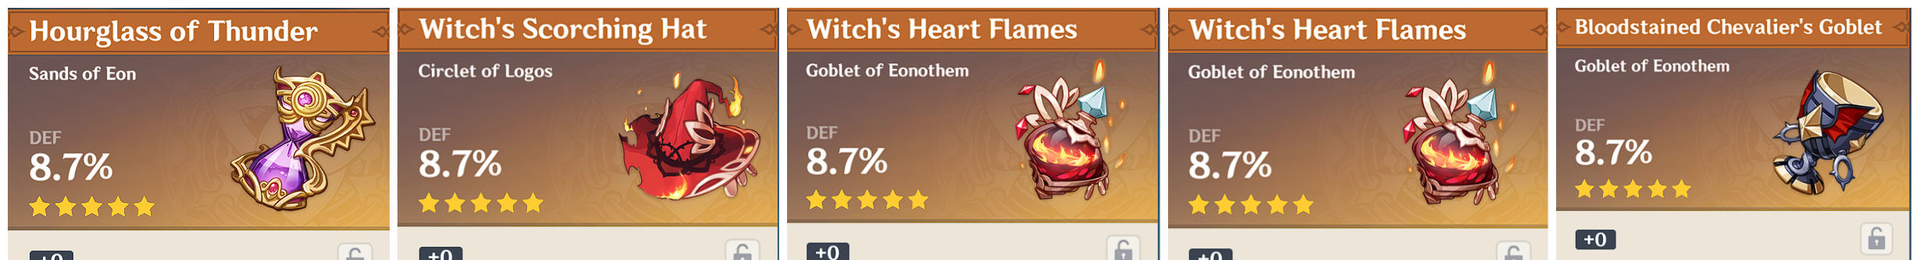 Hourglass of Thunder
Sands of Eon
DEF
8.7%
+0
Witch's Scorching Hat
Circlet of Logos
DEF
8.7%
+0
Witch's Heart Flames
Goblet of Eonothem
DEF
8.7%
+0
Witch's Heart Flames
Goblet of Eonothem
DEF
8.7%
+0
Bloodstained Chevalier's Goblet
Goblet of Eonothem
DEF
8.7%
+0